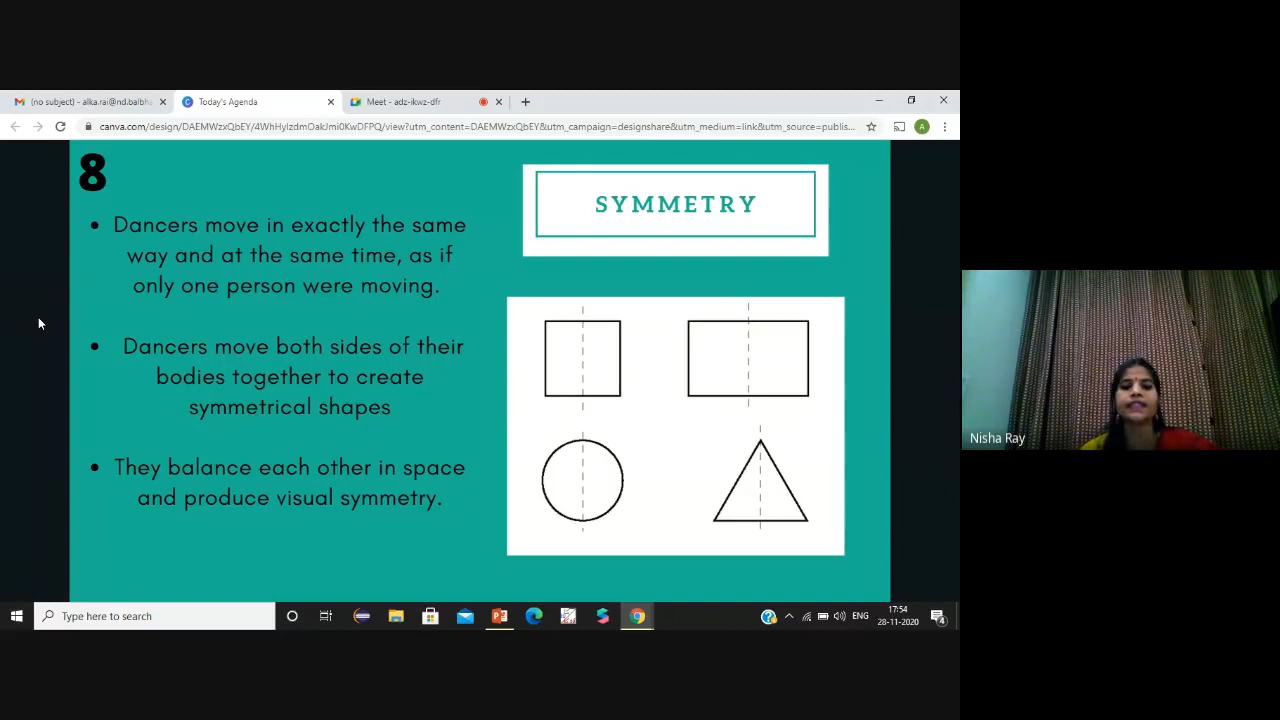 (no subject) - alka.rai@nd.balbha
Today's Agenda
Meet - adz-ikwz-dfr
canva.com/design/DAEMWzxQbEY/4WhHyIzdmOakJmi0KwDFPQ/view?utm_content=DAEMWzxQbEY&utm_campaign=designshare&utm_medium=link&utm_source=publis...
A
8
SYMMETRY
• Dancers move in exactly the same
way and at the same time, as if
only one person were moving.
• Dancers move both sides of their
bodies together to create
symmetrical shapes
• They balance each other in space
and produce visual symmetry.
Nisha Ray
Type here to search
ENG
17:54
28-11-2020
4